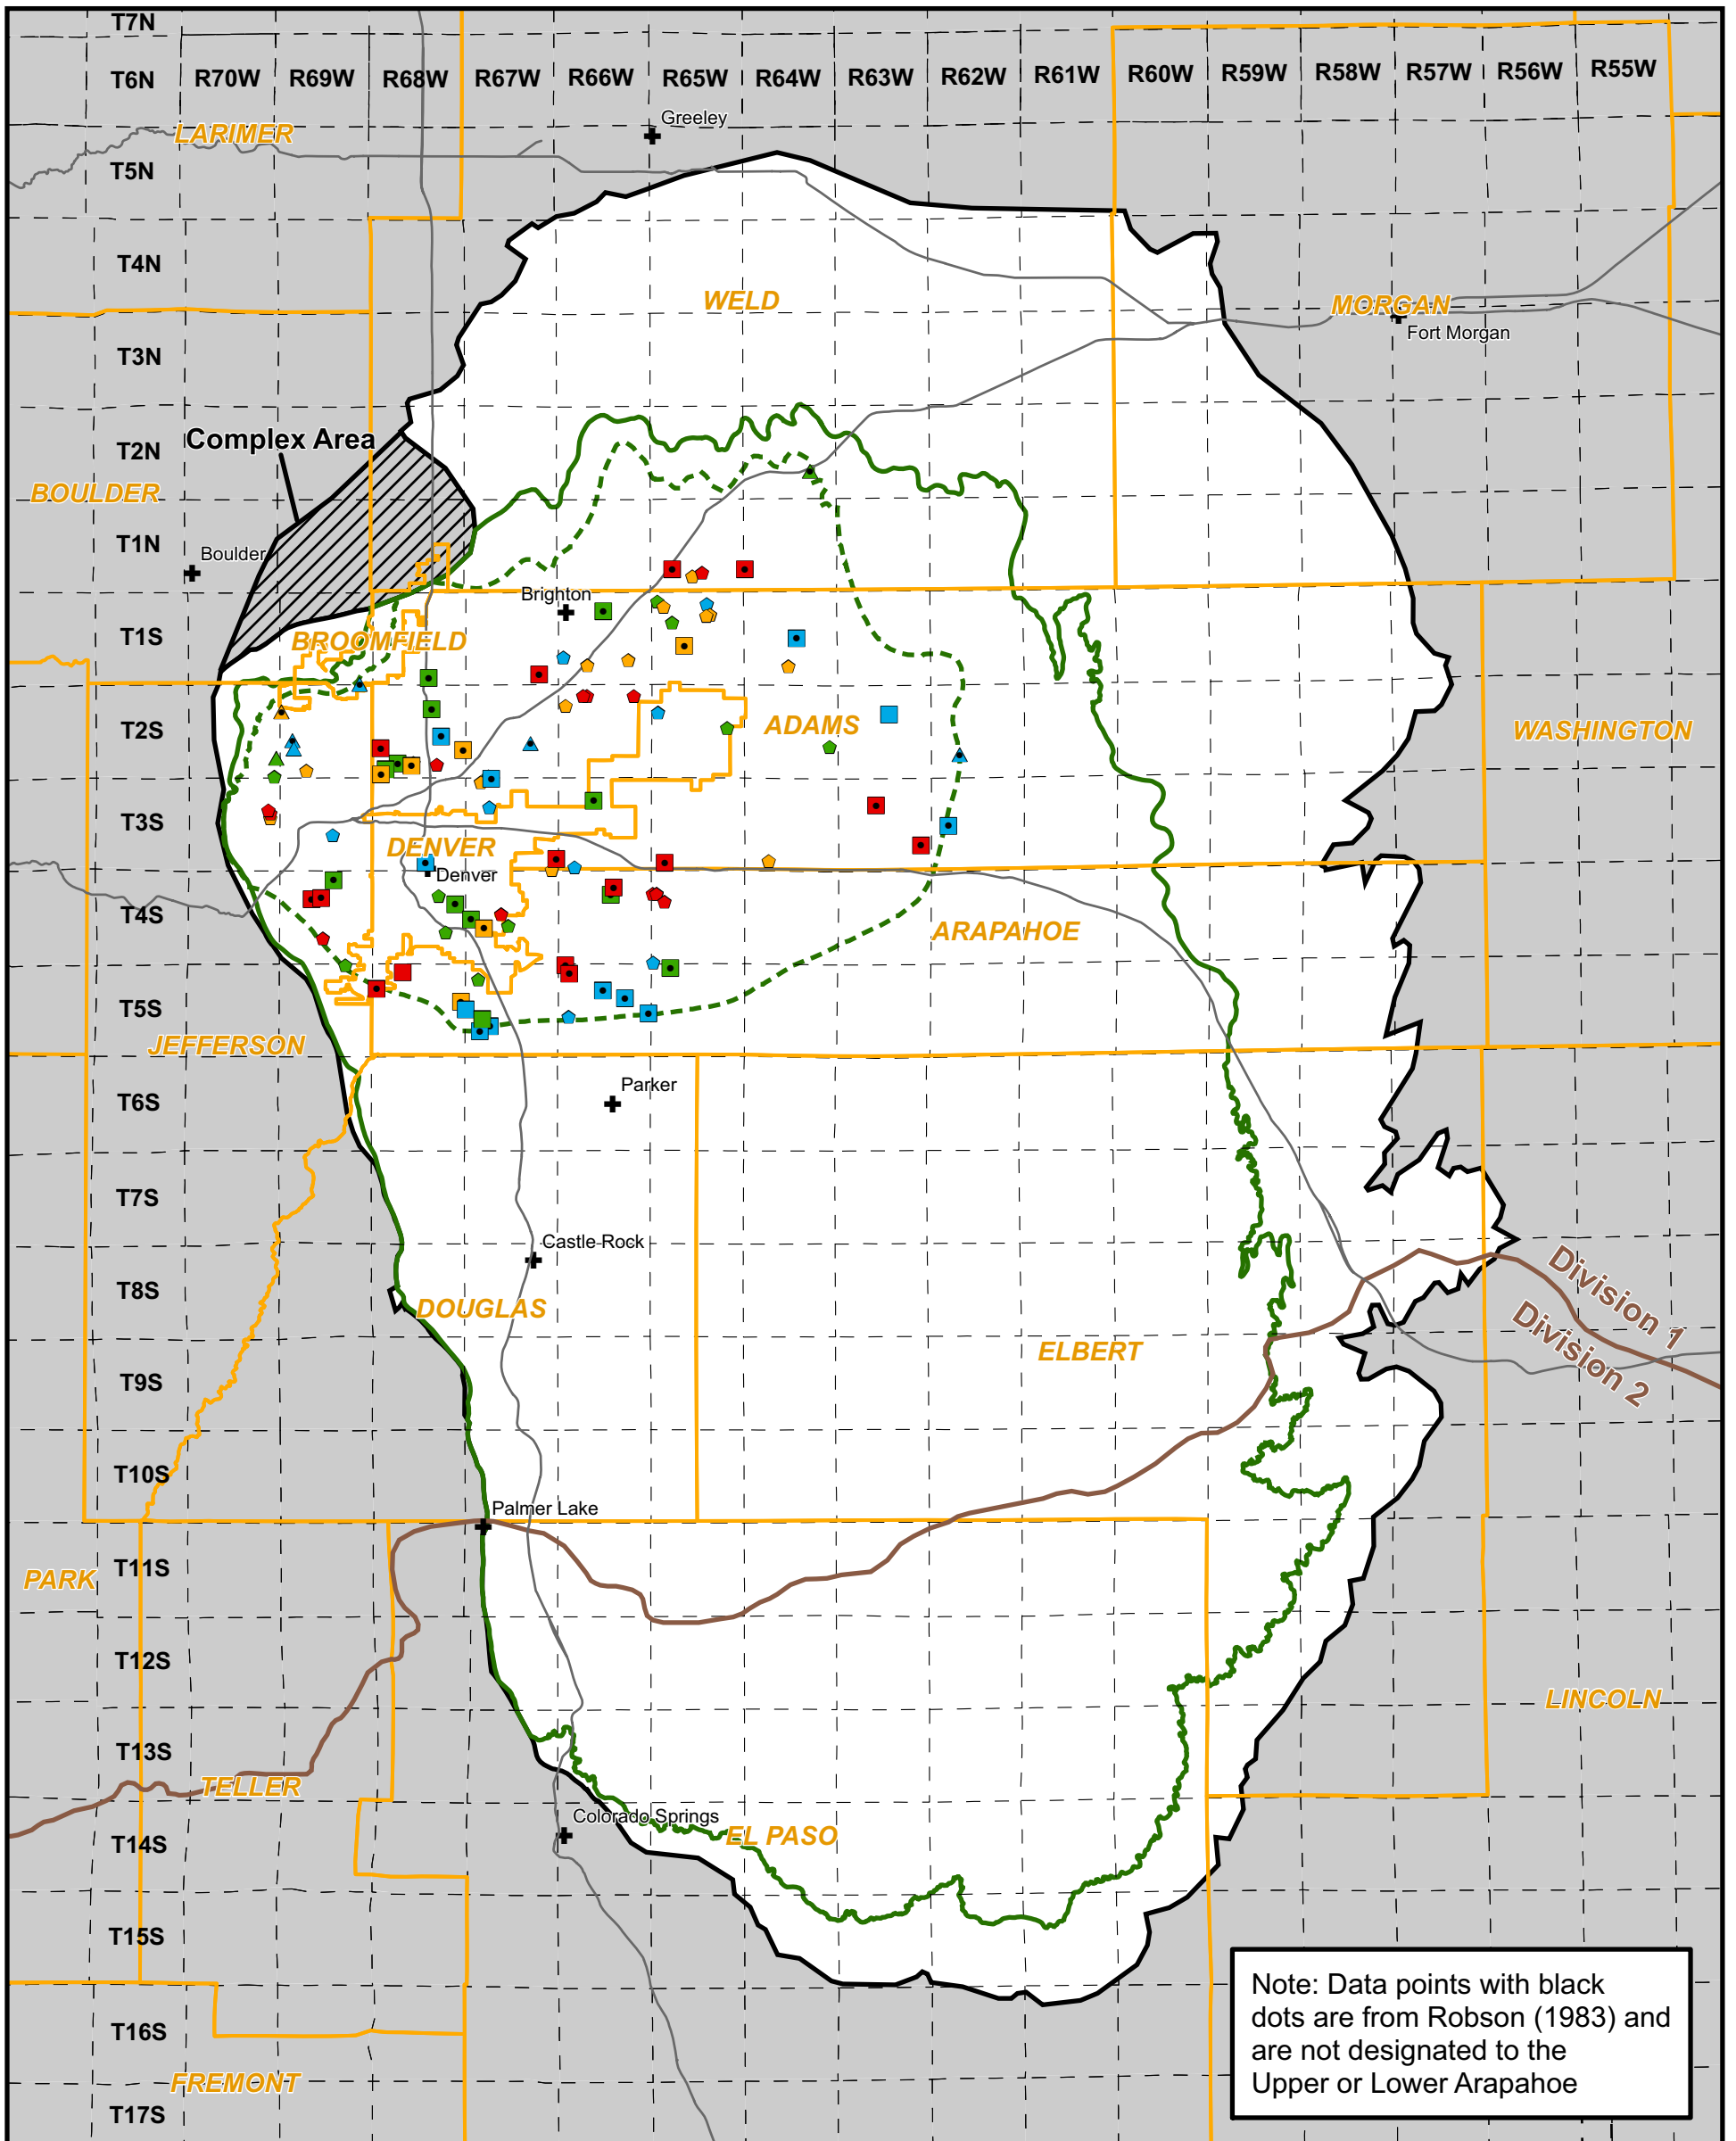 T7N
T6N
R70W
R69W
R68W
R67W
R66W
R65W
R64W
R63W
R62W
R61W
R60W
R59W
R58W
R57W
R56W
R55W
Greeley
LARIMER
T5N
T4N
WELD
MORGAN
Fort Morgan
T3N
Complex Area
T2N
BOULDER
T1N
Boulder
Brighton
T1S
BROOMFIELD
T2S
ADAMS
WASHINGTON
T3S
DENVER
Denver
T4S
ARAPAHOE
T5S
JEFFERSON
Parker
T6S
T7S
Castle Rock
T8S
DOUGLAS
Division 1
Division 2
ELBERT
T9S
T10S
Palmer Lake
T11S
PARK
T12S
LINCOLN
T13S
TELLER
Colorado Springs
T14S
EL PASO
T15S
Note: Data points with black
dots are from Robson (1983) and
are not designated to the
Upper or Lower Arapahoe
T16S
FREMONT
T17S